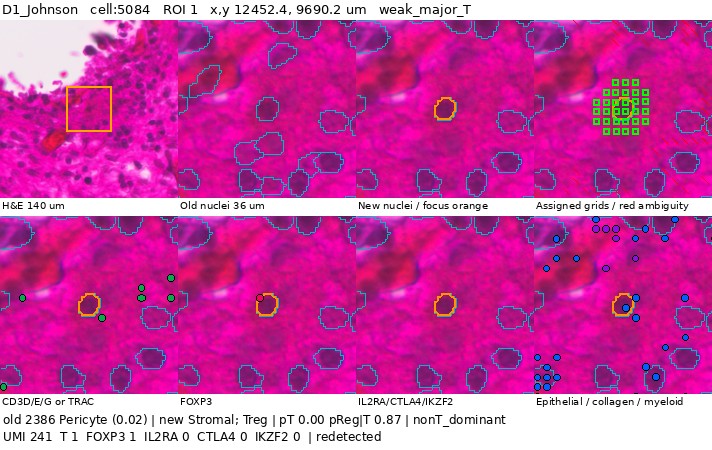 D1_Johnson cell:5084 ROI 1 x,y 12452.4, 9690.2 um weak_major_T
H&E 140 um
Old nuclei 36 um
New nuclei / focus orange
Assigned grids / red ambiguity
CD3D/E/G or TRAC
FOXP3
IL2RA/CTLA4/IKZF2
Epithelial / collagen / myeloid
old 2386 Pericyte (0.02) | new Stromal; Treg | pT 0.00 pReg|T 0.87 | nonT_dominant
UMI 241 T 1 FOXP3 1 IL2RA 0 CTLA4 0 IKZF2 0 | redetected